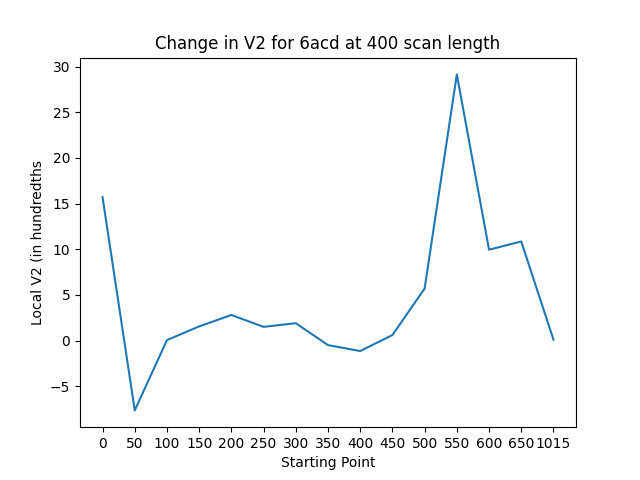 Change in V2 for 6acd at 400 scan length
30
25
20
15
10
5
0
−5
Local V2 (in hundredths
0 50 100 150 200 250 300 350 400 450 500 550 600 650 1015
Starting Point